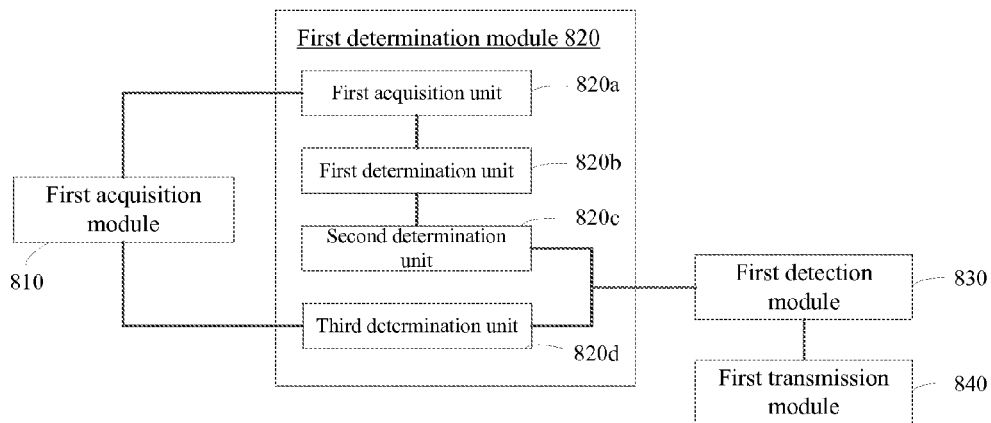 First determination module 820
First acquisition unit
820a
First determination unit
820b
Second determination
unit
820c
Third determination unit
820d
First acquisition
module
810
First detection
module
830
First transmission
module
840